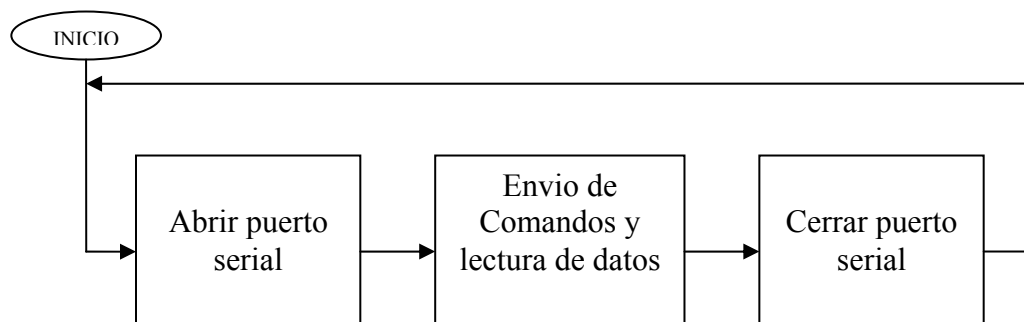 INICIO
Abrir puerto
serial
Envio de
Comandos y
lectura de datos
Cerrar puerto
serial